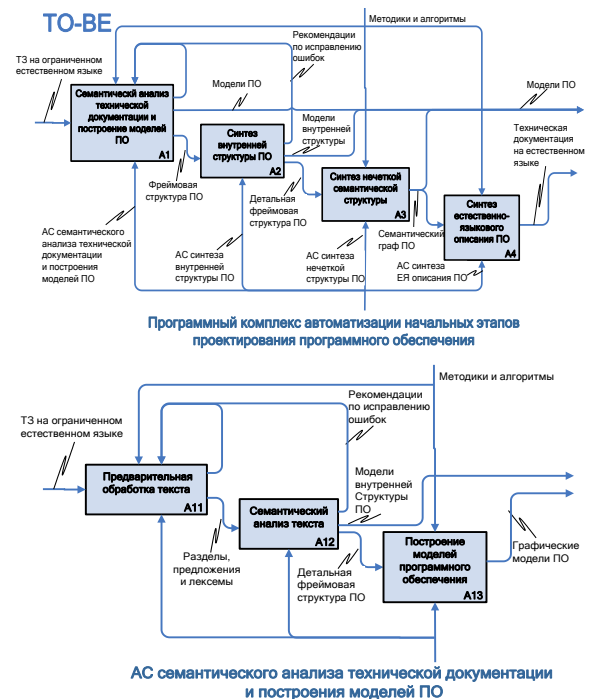 TO-BE
Методики и алгоритмы
Рекомендации
по исправлению
ошибок
ТЗ на ограниченном
естественном языке
Семантическй анализ
технической
документации и
построение моделей
ПО
A1
Модели ПО
Модели ПО
Синтез
внутренней
структуры ПО
A2
Модели
внутренней
структуры
Техническая
документация
на естественном
языке
Фреймовая
структура ПО
Синтез нечеткой
семантической
структуры
A3
Детальная
фреймовая
структура ПО
Синтез
естественно-
языкового
описания ПО
A4
Семантический
граф ПО
АС семантического
анализа технической
документации
и построения
моделей ПО
АС синтеза
внутренней
структуры ПО
АС синтеза
нечеткой
структуры ПО
АС синтеза
ЕЯ описания ПО
Программный комплекс автоматизации начальных этапов
проектирования программного обеспечения
Методики и алгоритмы
Рекомендации
по исправлению
ошибок
ТЗ на ограниченном
естественном языке
Предварительная
обработка текста
A11
Модели
внутренней
Структуры
ПО
Семантический
анализ текста
A12
Разделы,
предложения
и лексемы
Детальная
фреймовая
структура ПО
Построение
моделей
программного
обеспечения
A13
Графические
модели ПО
АС семантического анализа технической документации
и построения моделей ПО